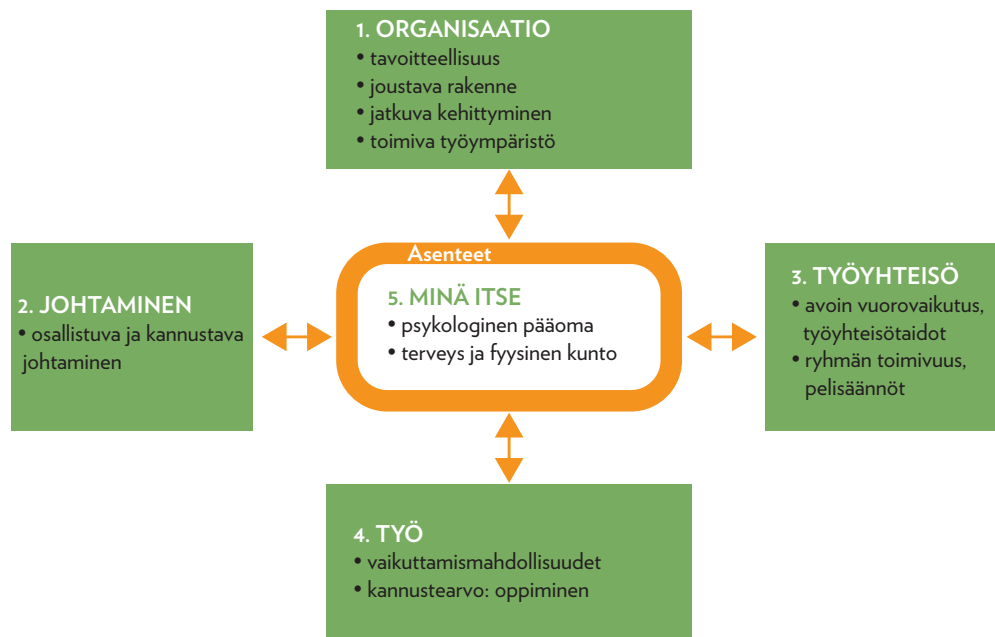 1. ORGANISAATIO
• tavoitteellisuus
• joustava rakenne
• jatkuva kehittyminen
• toimiva työympäristö
2. JOHTAMINEN
• osallistuva ja kannustava
johtaminen
Asenteet
5. MINÄ ITSE
• psykologinen pääoma
• terveys ja fyysinen kunto
3. TYÖYHTEISÖ
• avoin vuorovaikutus,
työyhteisötaidot
• ryhmän toimivuus,
pelisäännöt
4. TYÖ
• vaikuttamismahdollisuudet
• kannustearvo: oppiminen